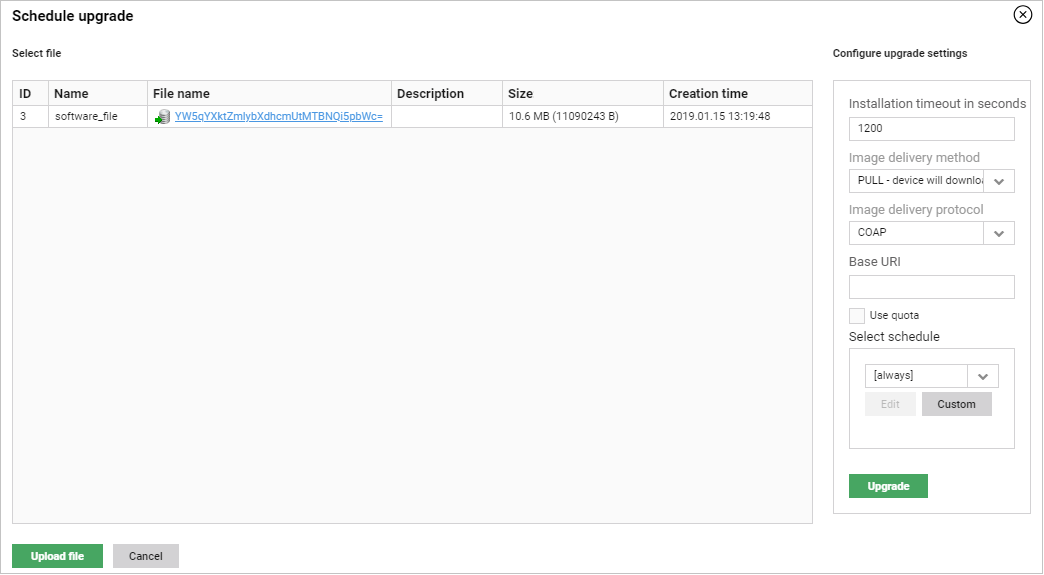 Schedule upgrade
Select file
Configure upgrade settings
ID Name File name Description Size Creation time
3 software_file YW5qYXktZmlybXdhcmUtMTBNQi5pbWc= 10.6 MB (11090243 B) 2019.01.15 13:19:48
Installation timeout in seconds
1200
Image delivery method
PULL - device will downloa
Image delivery protocol
COAP
Base URI
Use quota
Select schedule
[always]
Edit Custom
Upgrade
Upload file Cancel